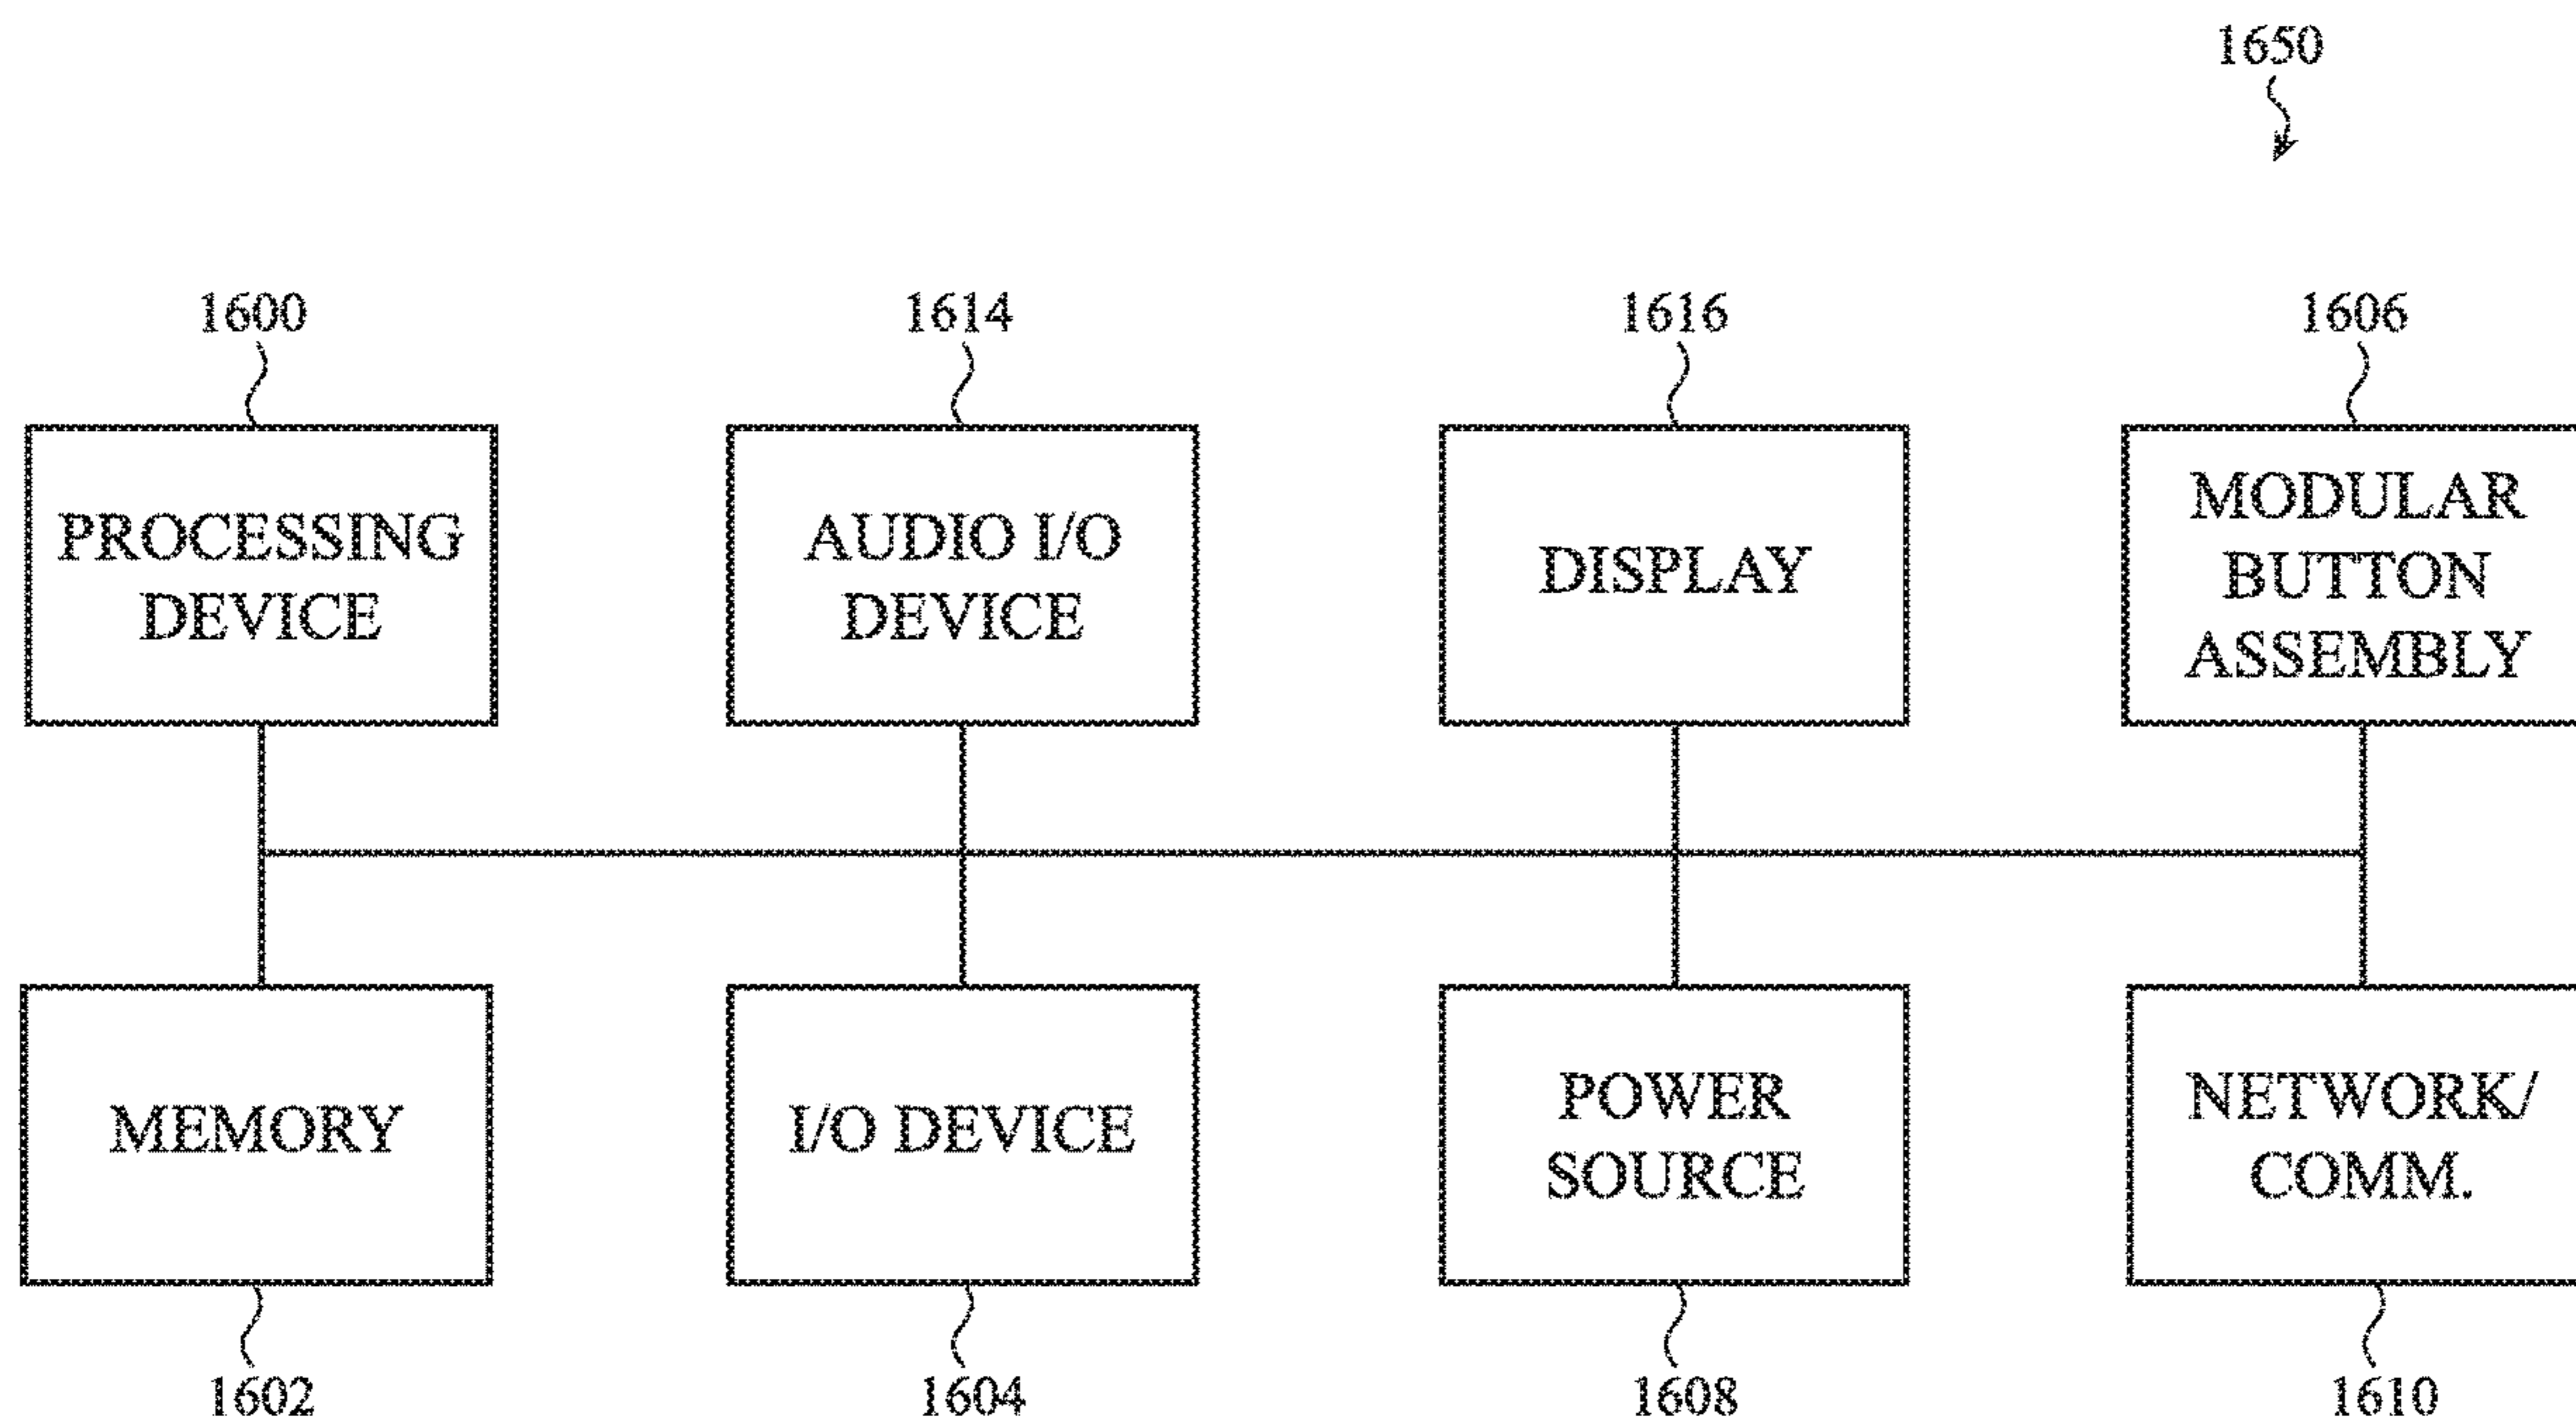 1650
1600
1614
1616
1606
PROCESSING
DEVICE
AUDIO I/O
DEVICE
DISPLAY
MODULAR
BUTTON
ASSEMBLY
MEMORY
I/O DEVICE
POWER
SOURCE
NETWORK/
COMM.
1602
1604
1608
1610